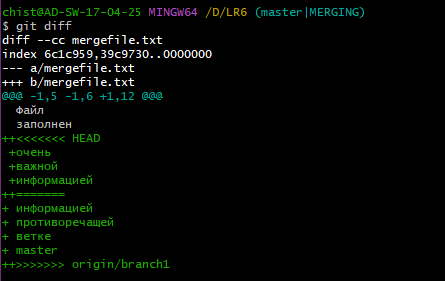 chist@AD-SW-17-04-25 MINGW64 /D/LR6 (master|MERGING)
$ git diff
diff --cc mergefile.txt
index 6c1c959,39c9730..0000000
--- a/mergefile.txt
+++ b/mergefile.txt
@@@ -1,5 -1,6 +1,12 @@@
  Файл
  заполнен
++<<<<<<< HEAD
 +очень
 +важной
 +информацией
++=======
+ информацией
+ противоречащей
+ ветке
+ master
++>>>>>>> origin/branch1